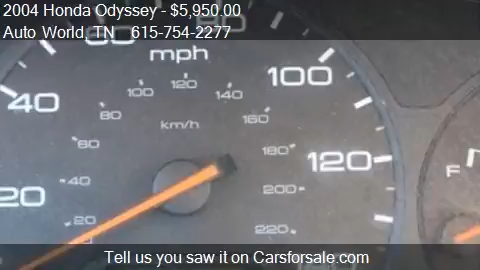 2004 Honda Odyssey - $5,950.00
Auto World, TN 615-754-2277
mph
100
40
100
120
140
80
km/h
160
60
180
120
F
20
40
200
20
220
Tell us you saw it on Carsforsale.com